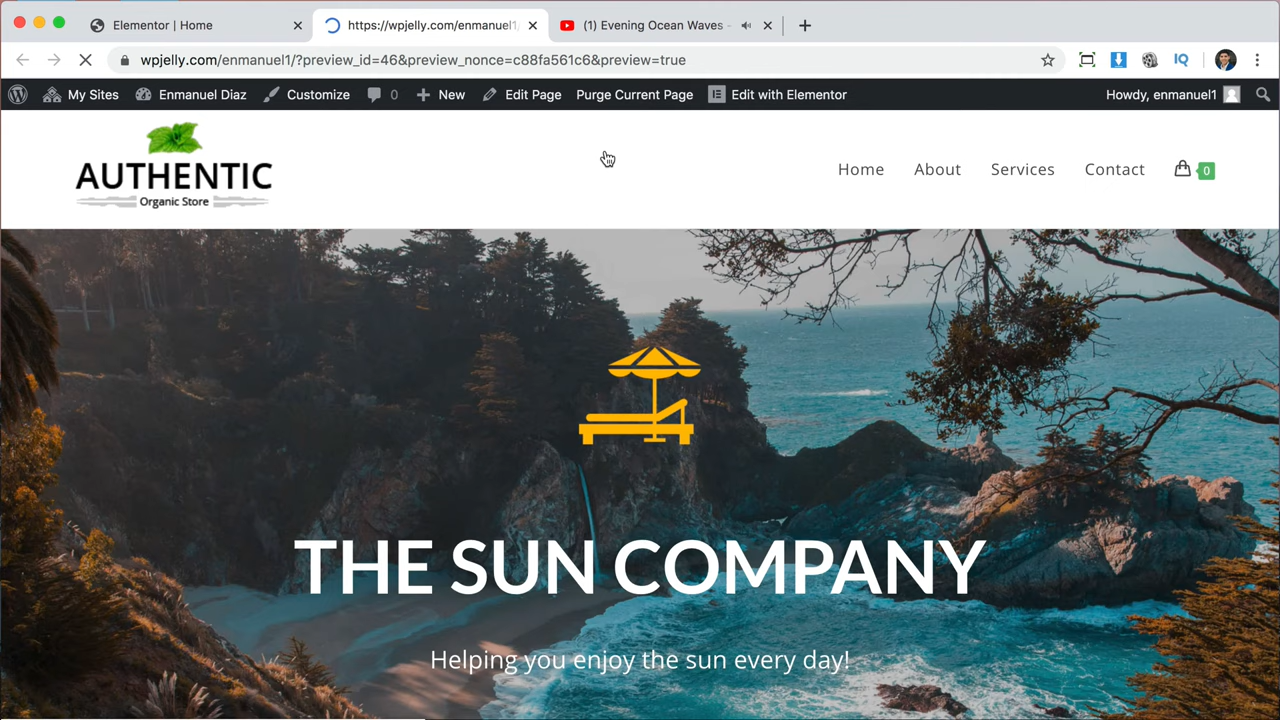 Elementor | Home
https://wpjelly.com/enmanuel1/
(1) Evening Ocean Waves -
wpjelly.com/enmanuel1/?preview_id=46&preview_nonce=c88fa561c6&preview=true
IQ
My Sites
Enmanuel Diaz
Customize
0
New
Edit Page
Purge Current Page
Edit with Elementor
Howdy, enmanuel1
AUTHENTIC
Organic Store
Home
About
Services
Contact
0
THE SUN COMPANY
Helping you enjoy the sun every day!